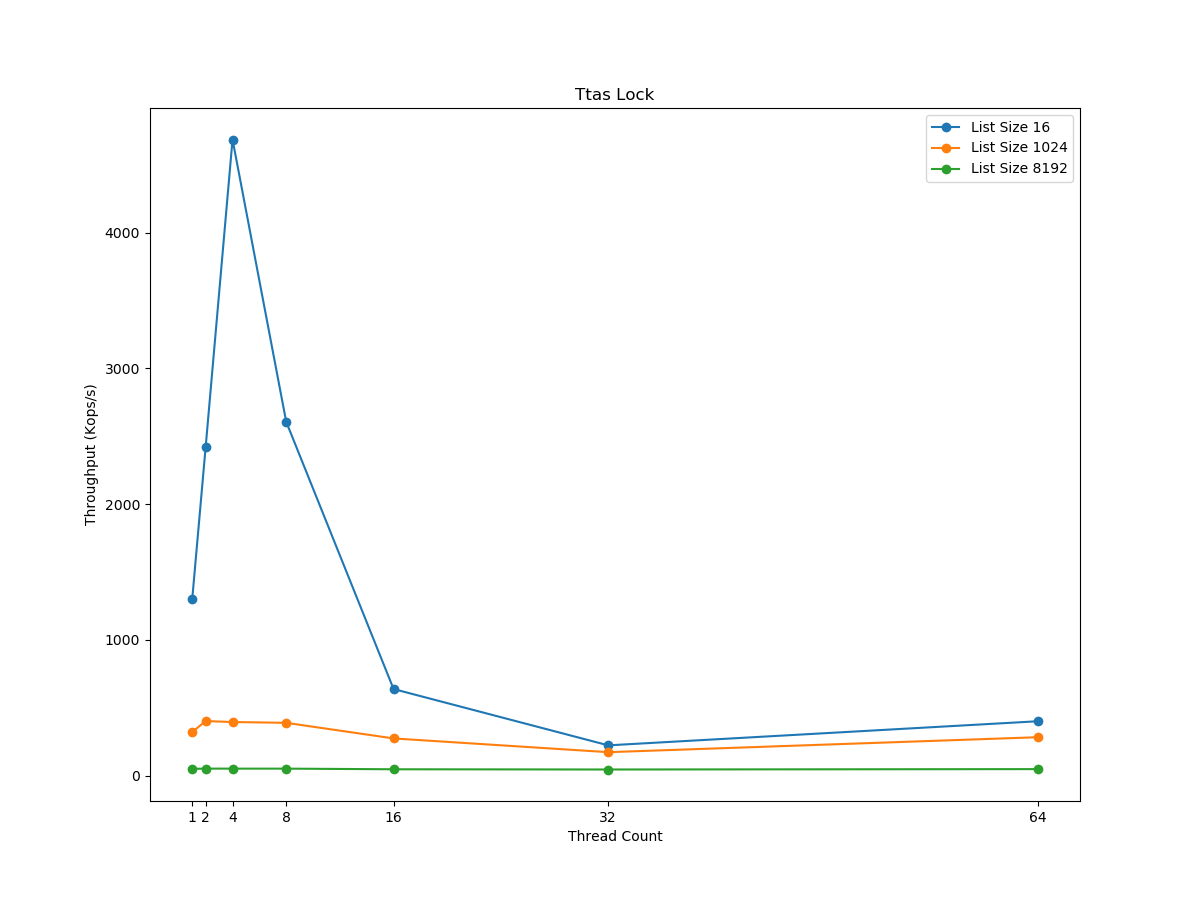 Ttas Lock
List Size 16
List Size 1024
List Size 8192
Throughput (Kops/s)
4000
3000
2000
1000
0
1 2 4 8 16 32 64
Thread Count